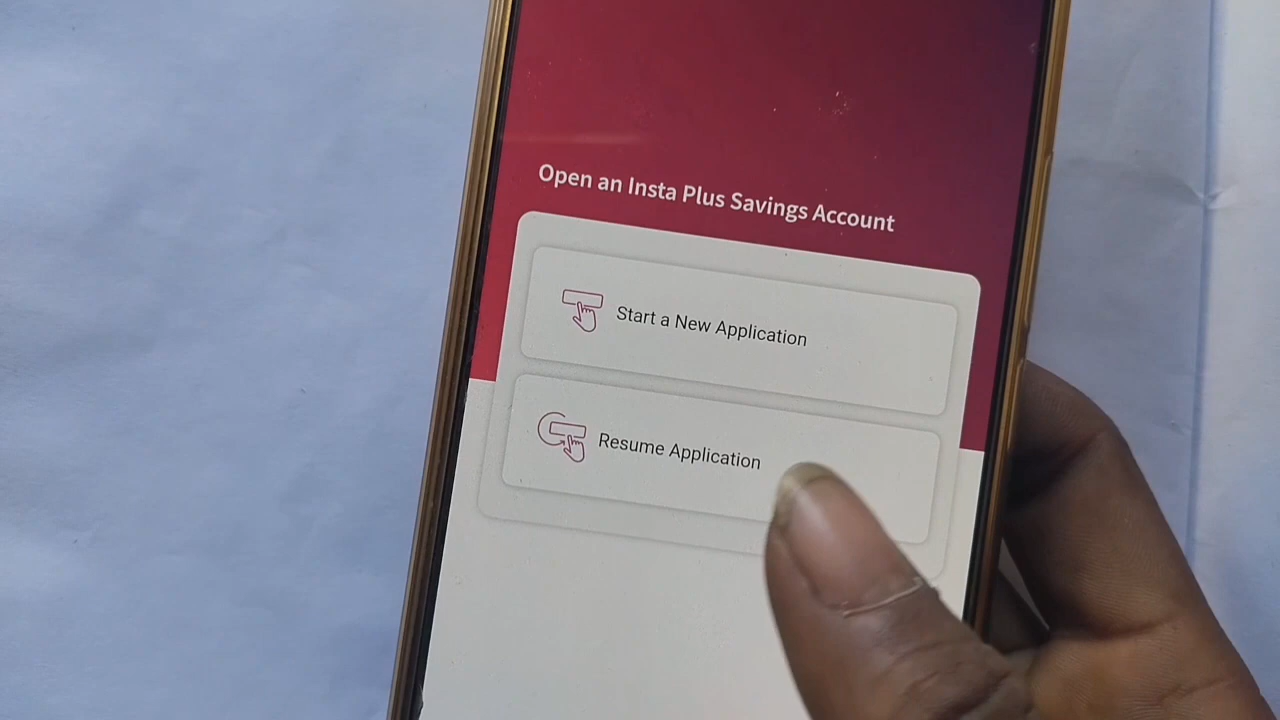 Open an Insta Plus Savings Account
Start a New Application
Resume Application